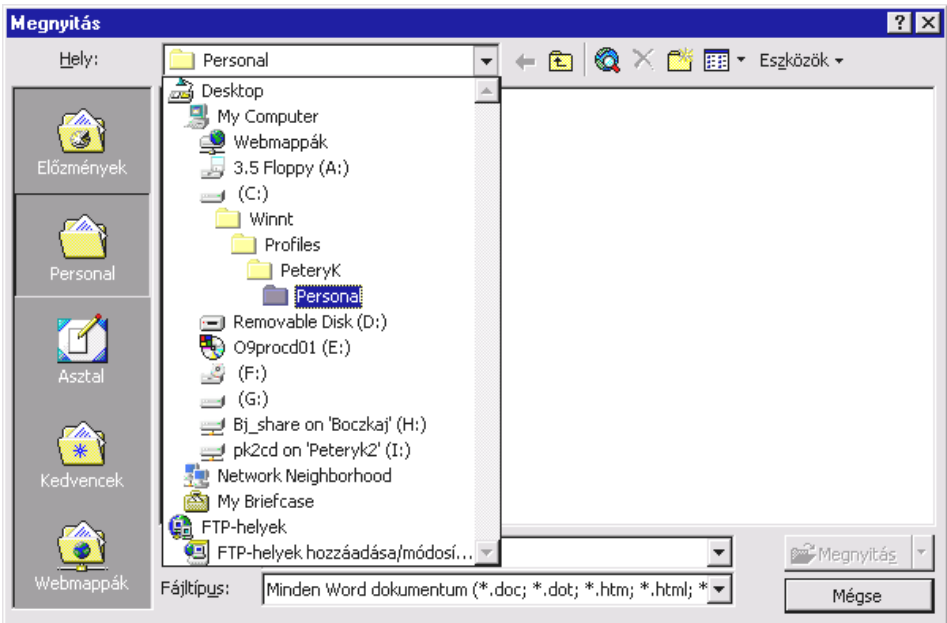 Megnyitás
Hely:
Personal
Eszközök
Előzmények
Personal
Asztal
Kedvencek
Webmappák
Desktop
My Computer
Webmappák
3.5 Floppy (A:)
(C:)
Winnt
Profiles
PeteryK
Personal
Removable Disk (D:)
O9procd01 (E:)
(F:)
(G:)
Bj_share on 'Boczkaj' (H:)
pk2cd on 'Peteryk2' (I:)
Network Neighborhood
My Briefcase
FTP-helyek
FTP-helyek hozzáadása/módosí...
Megnyitás
Fájltípus:
Minden Word dokumentum (*.doc; *.dot; *.htm; *.html; *
Mégse